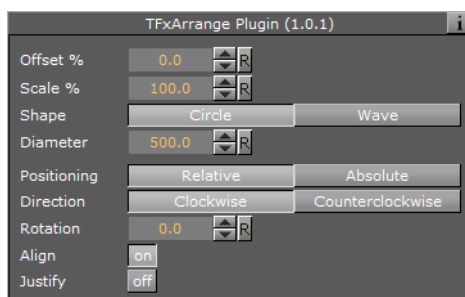 TFxArrange Plugin (1.0.1) i
Offset % 0.0 R
Scale % 100.0 R
Shape Circle Wave
Diameter 500.0 R
Positioning Relative Absolute
Direction Clockwise Counterclockwise
Rotation 0.0 R
Align on
Justify off